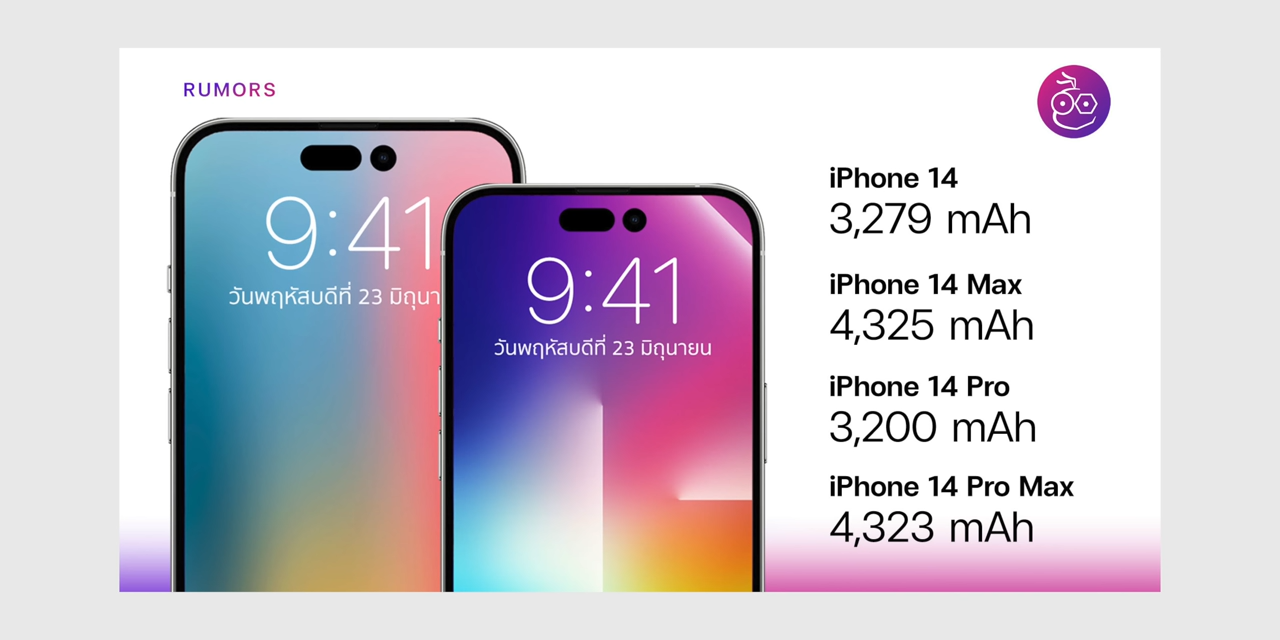 RUMORS
9:41
วันพฤหัสบดีที่ 23 มิถุนา
9:41
วันพฤหัสบดีที่ 23 มิถุนายน
iPhone 14
3,279 mAh
iPhone 14 Max
4,325 mAh
iPhone 14 Pro
3,200 mAh
iPhone 14 Pro Max
4,323 mAh